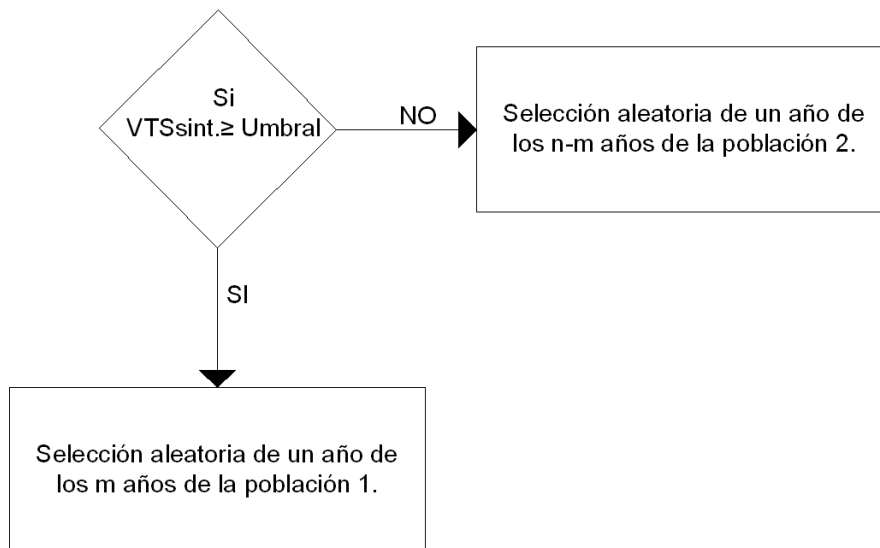 Si
VTSsint.≥ Umbral
NO
Selección aleatoria de un año de
los n-m años de la población 2.
SI
Selección aleatoria de un año de
los m años de la población 1.